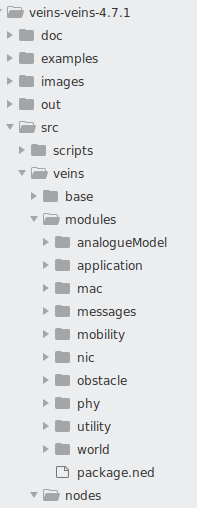 veins-veins-4.7.1
doc
examples
images
out
src
scripts
veins
base
modules
analogueModel
application
mac
messages
mobility
nic
obstacle
phy
utility
world
package.ned
nodes